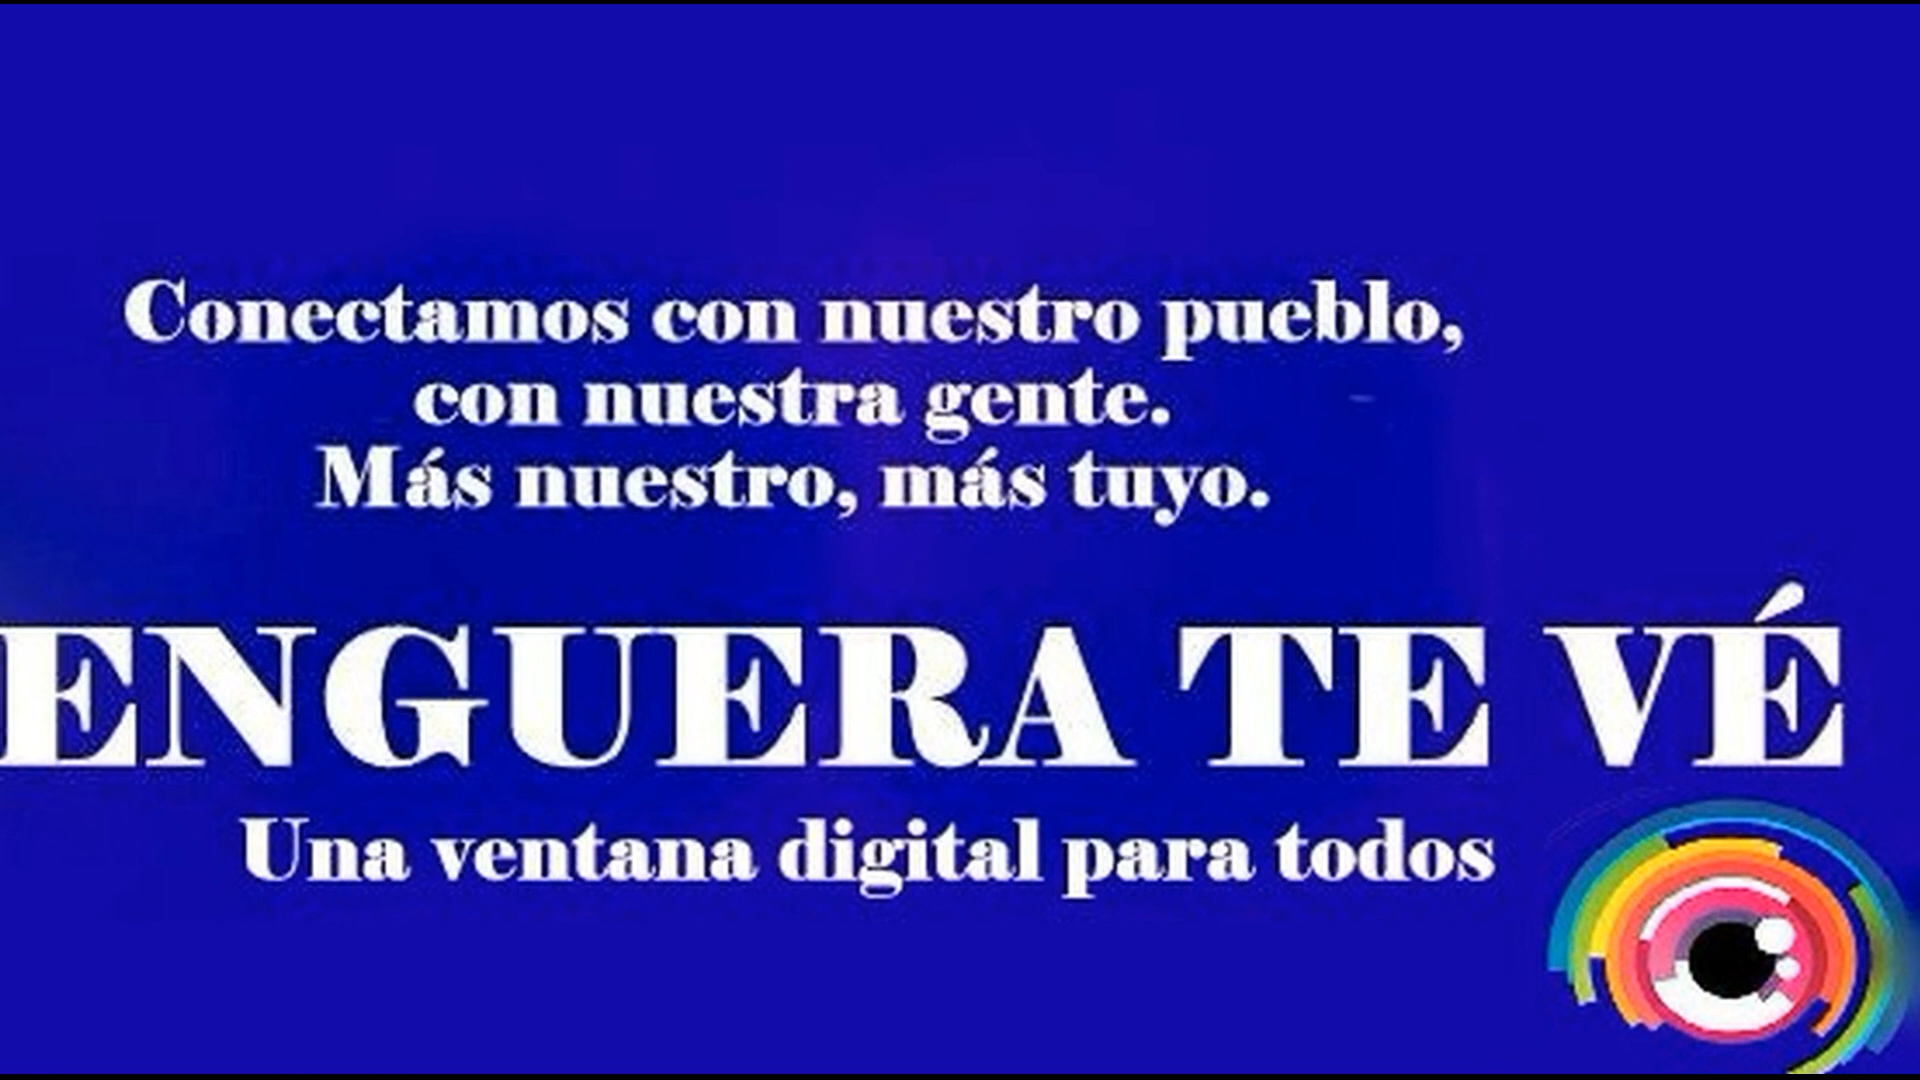 Conectamos con nuestro pueblo,
con nuestra gente.
Más nuestro, más tuyo.
ENGUERA TE VÉ
Una ventana digital para todos